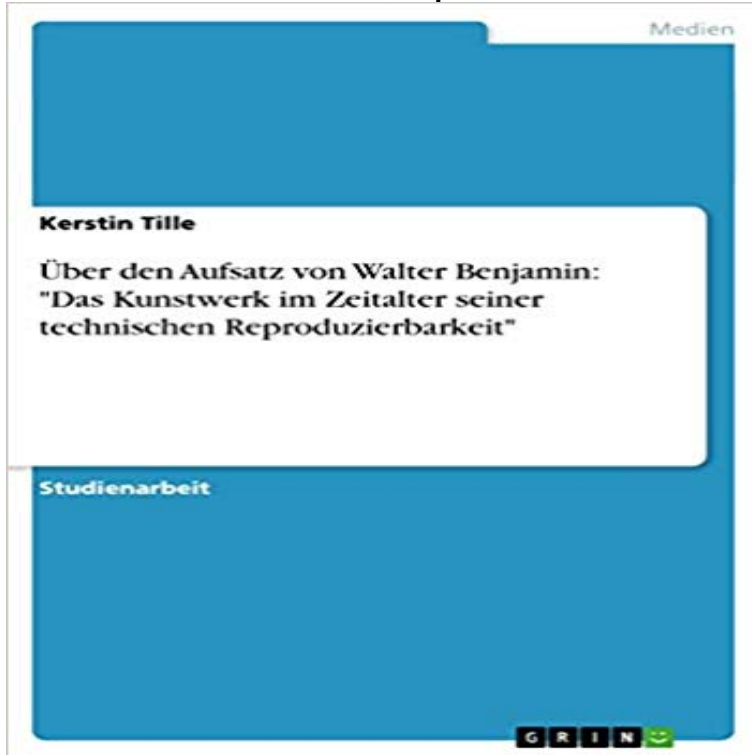 Medien
Kerstin Tille
Über den Aufsatz von Walter Benjamin:
"Das Kunstwerk im Zeitalter seiner
technischen Reproduzierbarkeit"
Studienarbeit
GRIN